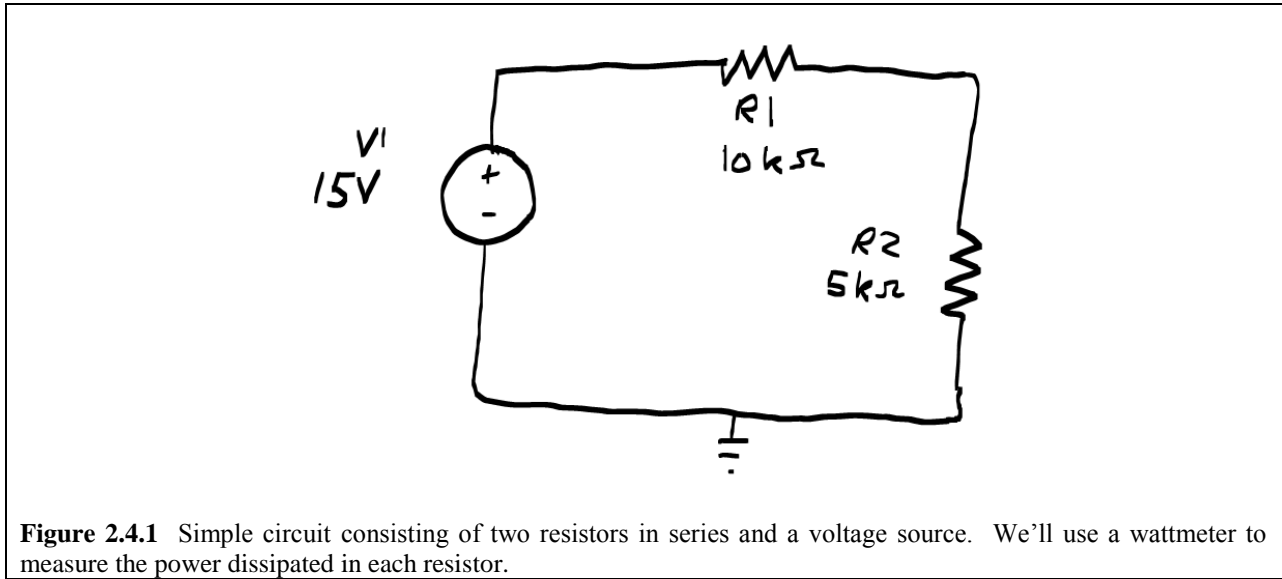 R1
10kΩ
V1
15V
+
-
R2
5kΩ
Figure 2.4.1 Simple circuit consisting of two resistors in series and a voltage source. We'll use a wattmeter to
measure the power dissipated in each resistor.